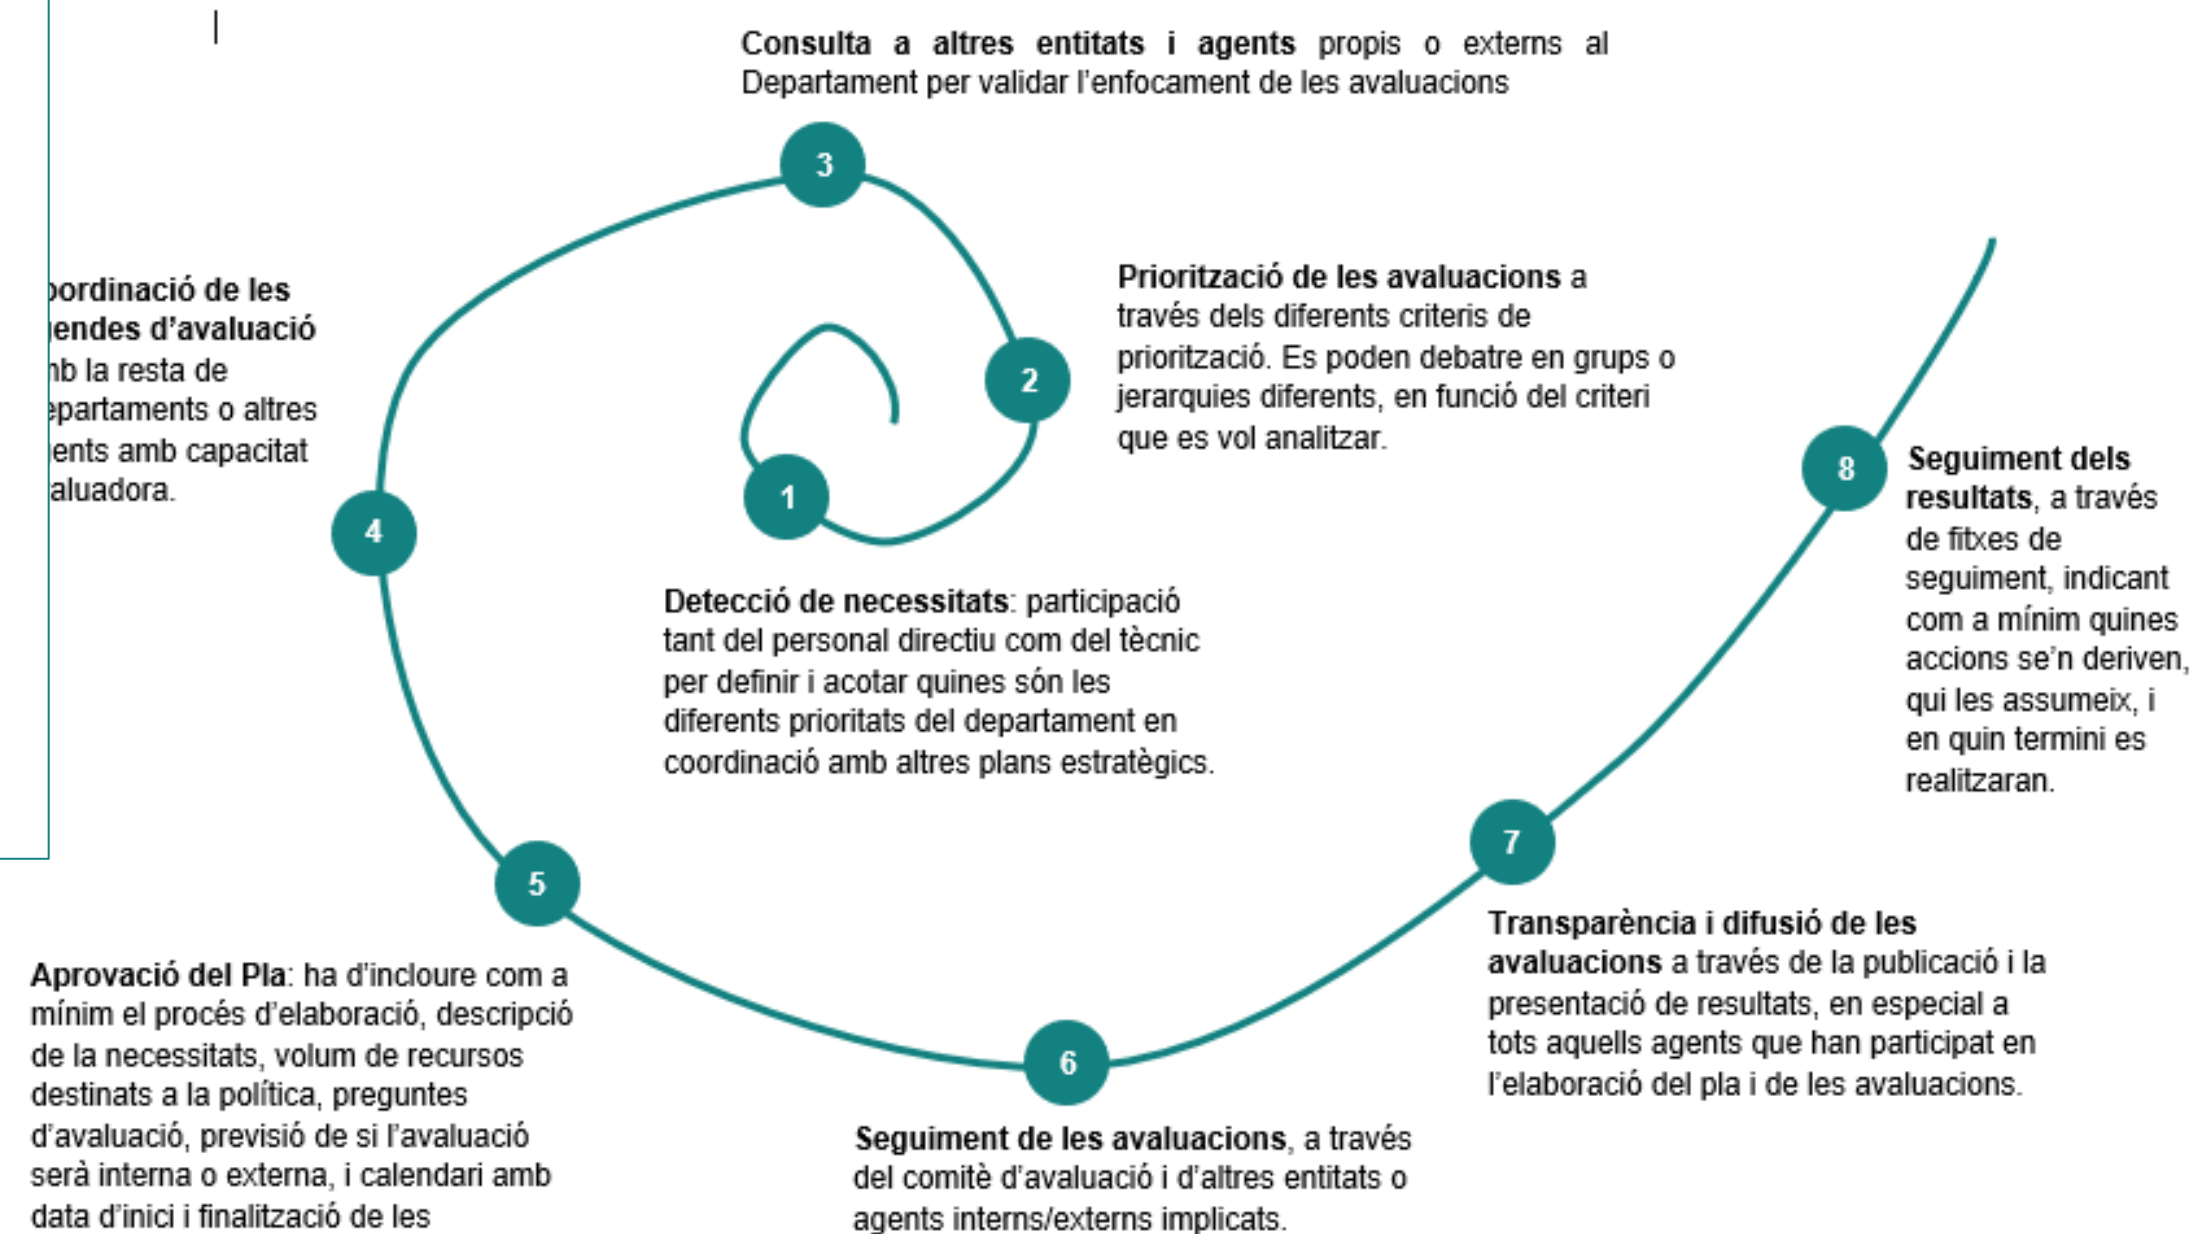 Consulta a altres entitats i agents propis o externs al
Departament per validar l'enfocament de les avaluacions
3
Priorització de les avaluacions a
través dels diferents criteris de
priorització. Es poden debatre en grups o
jerarquies diferents, en funció del criteri
que es vol analitzar.
2
de les
d'avaluació
la resta de
o altres
amb capacitat
4
1
Detecció de necessitats: participació
tant del personal directiu com del tècnic
per definir i acotar quines són les
diferents prioritats del departament en
coordinació amb altres plans estratègics.
8
Seguiment dels
resultats, a través
de fitxes de
seguiment, indicant
com a mínim quines
accions se'n deriven,
qui les assumeix, i
en quin termini es
realitzaran.
5
Aprovació del Pla: ha d'incloure com a
mínim el procés d'elaboració, descripció
de la necessitats, volum de recursos
destinats a la política, preguntes
d'avaluació, previsió de si l'avaluació
serà interna o externa, i calendari amb
data d'inici i finalització de les
6
Seguiment de les avaluacions, a través
del comitè d'avaluació i d'altres entitats o
agents interns/externs implicats.
7
Transparència i difusió de les
avaluacions a través de la publicació i la
presentació de resultats, en especial a
tots aquells agents que han participat en
l'elaboració del pla i de les avaluacions.